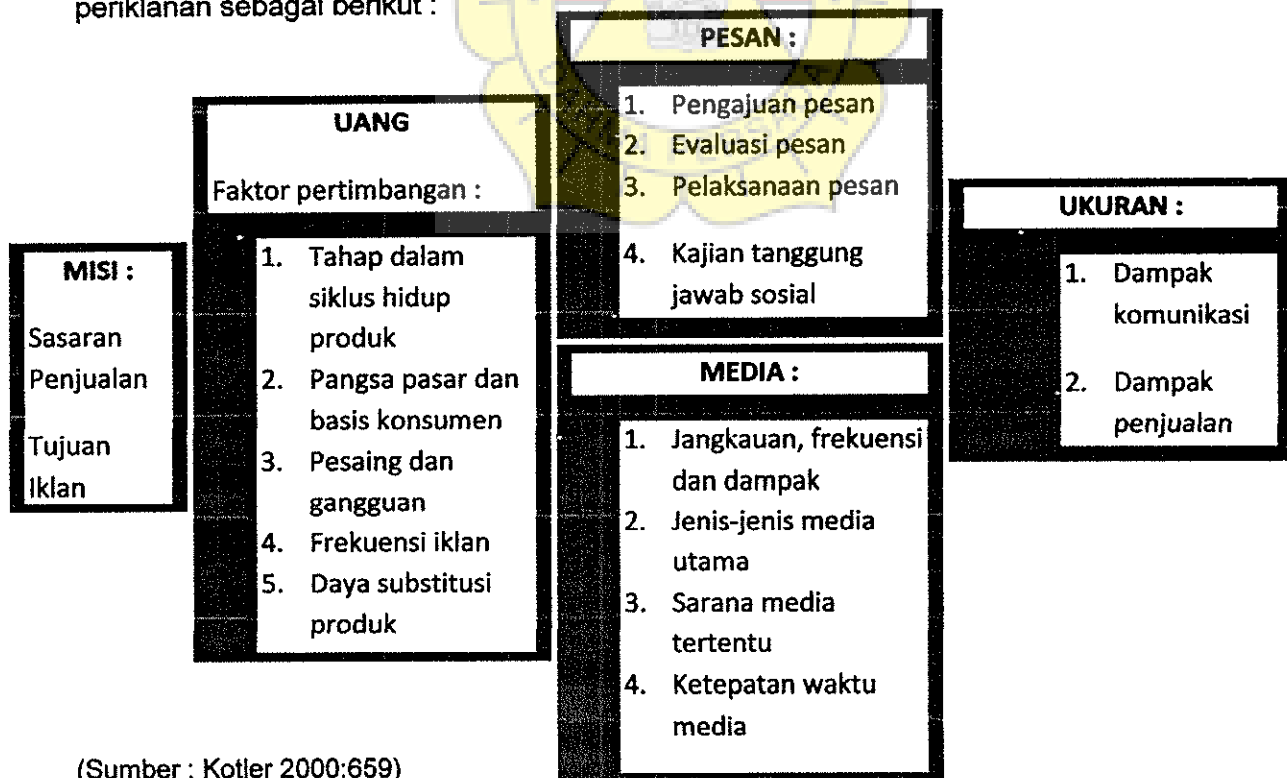 periklanan sebagai berikut :
MISI :
Sasaran
Penjualan
Tujuan
Iklan
UANG
Faktor pertimbangan :
1. Tahap dalam
siklus hidup
produk
2. Pangsa pasar dan
basis konsumen
3. Pesaing dan
gangguan
4. Frekuensi iklan
5. Daya substitusi
produk
PESAN :
1. Pengajuan pesan
2. Evaluasi pesan
3. Pelaksanaan pesan
4. Kajian tanggung
jawab sosial
MEDIA :
1. Jangkauan, frekuensi
dan dampak
2. Jenis-jenis media
utama
3. Sarana media
tertentu
4. Ketepatan waktu
media
UKURAN :
1. Dampak
komunikasi
2. Dampak
penjualan
(Sumber : Kotler 2000:659)